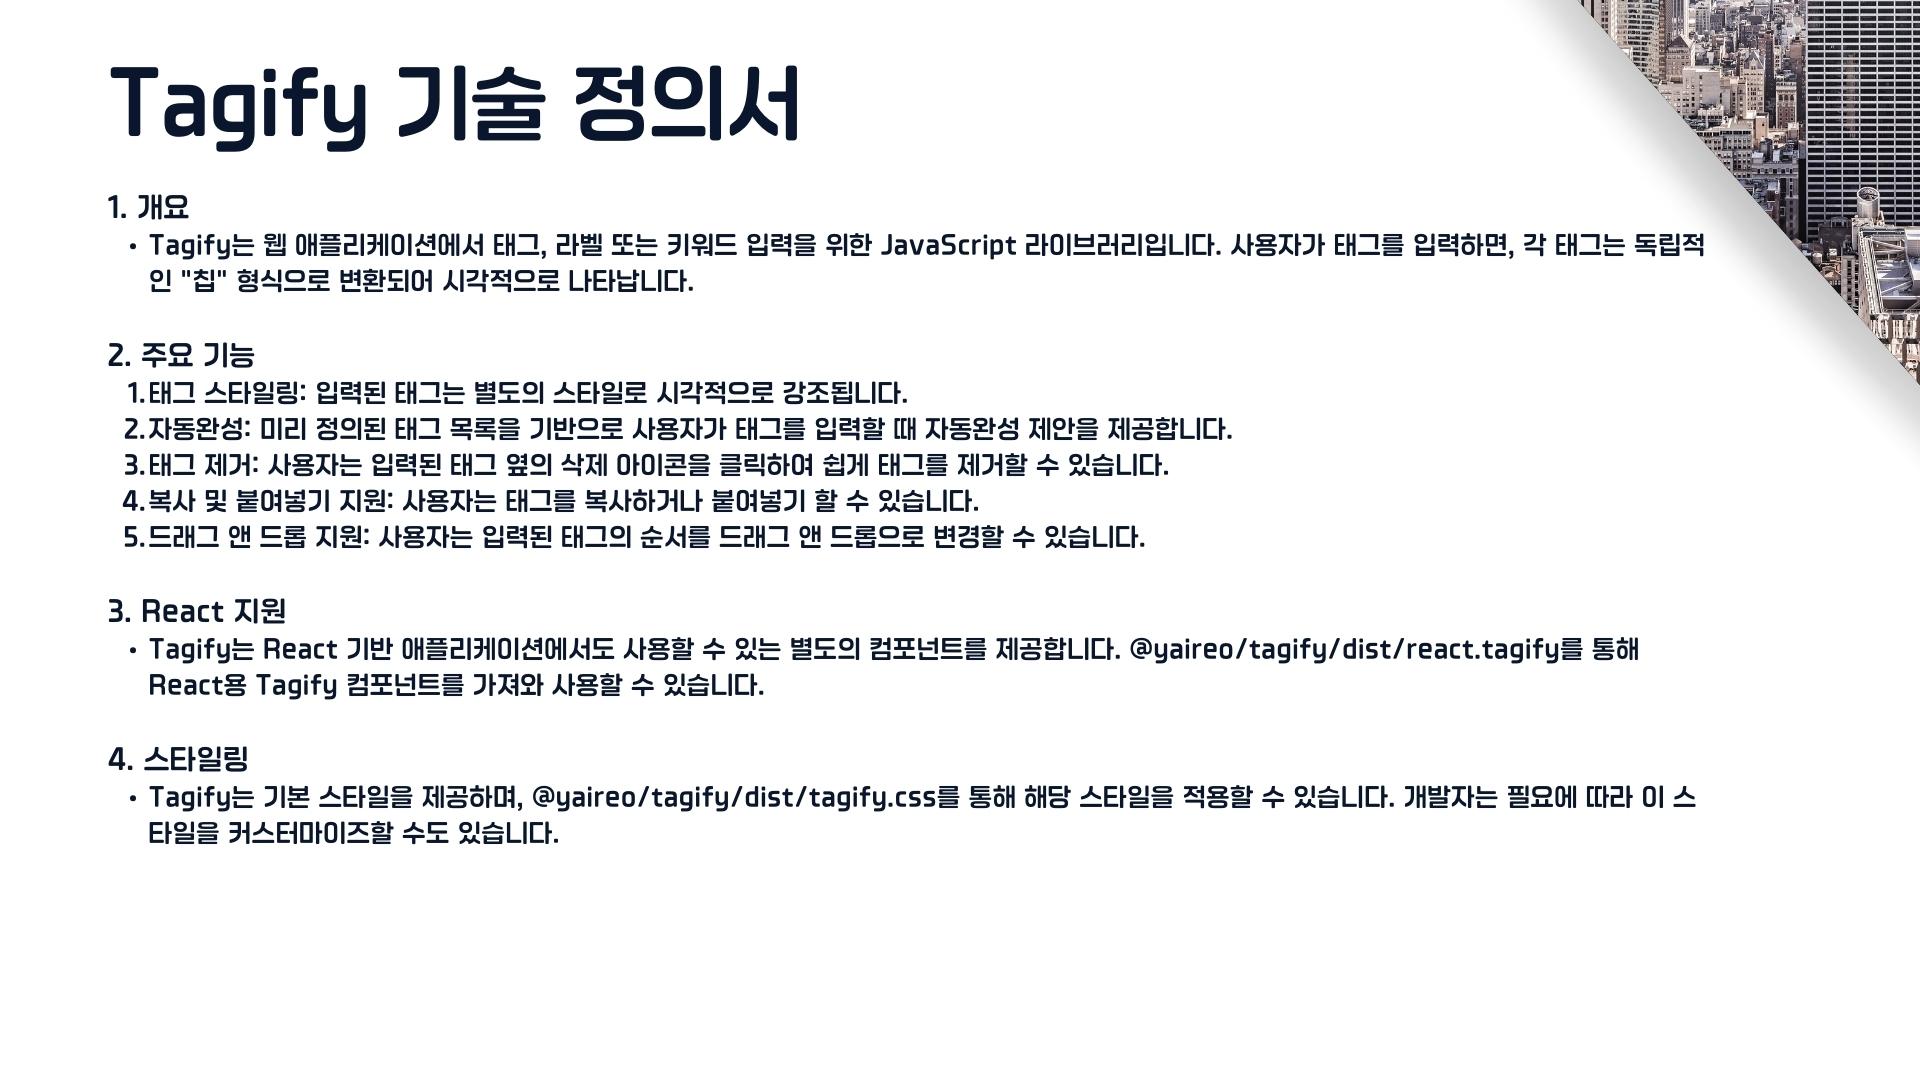 Tagify 기술 정의서
1. 개요
• Tagify는 웹 애플리케이션에서 태그, 라벨 또는 키워드 입력을 위한 JavaScript 라이브러리입니다. 사용자가 태그를 입력하면, 각 태그는 독립적
인 "칩" 형식으로 변환되어 시각적으로 나타납니다.
2. 주요 기능
1. 태그 스타일링: 입력된 태그는 별도의 스타일로 시각적으로 강조됩니다.
2. 자동완성: 미리 정의된 태그 목록을 기반으로 사용자가 태그를 입력할 때 자동완성 제안을 제공합니다.
3. 태그 제거: 사용자는 입력된 태그 옆의 삭제 아이콘을 클릭하여 쉽게 태그를 제거할 수 있습니다.
4. 복사 및 붙여넣기 지원: 사용자는 태그를 복사하거나 붙여넣기 할 수 있습니다.
5. 드래그 앤 드롭 지원: 사용자는 입력된 태그의 순서를 드래그 앤 드롭으로 변경할 수 있습니다.
3. React 지원
• Tagify는 React 기반 애플리케이션에서도 사용할 수 있는 별도의 컴포넌트를 제공합니다. @yaireo/tagify/dist/react.tagify를 통해
React용 Tagify 컴포넌트를 가져와 사용할 수 있습니다.
4. 스타일링
• Tagify는 기본 스타일을 제공하며, @yaireo/tagify/dist/tagify.css를 통해 해당 스타일을 적용할 수 있습니다. 개발자는 필요에 따라 이 스
타일을 커스터마이즈할 수도 있습니다.